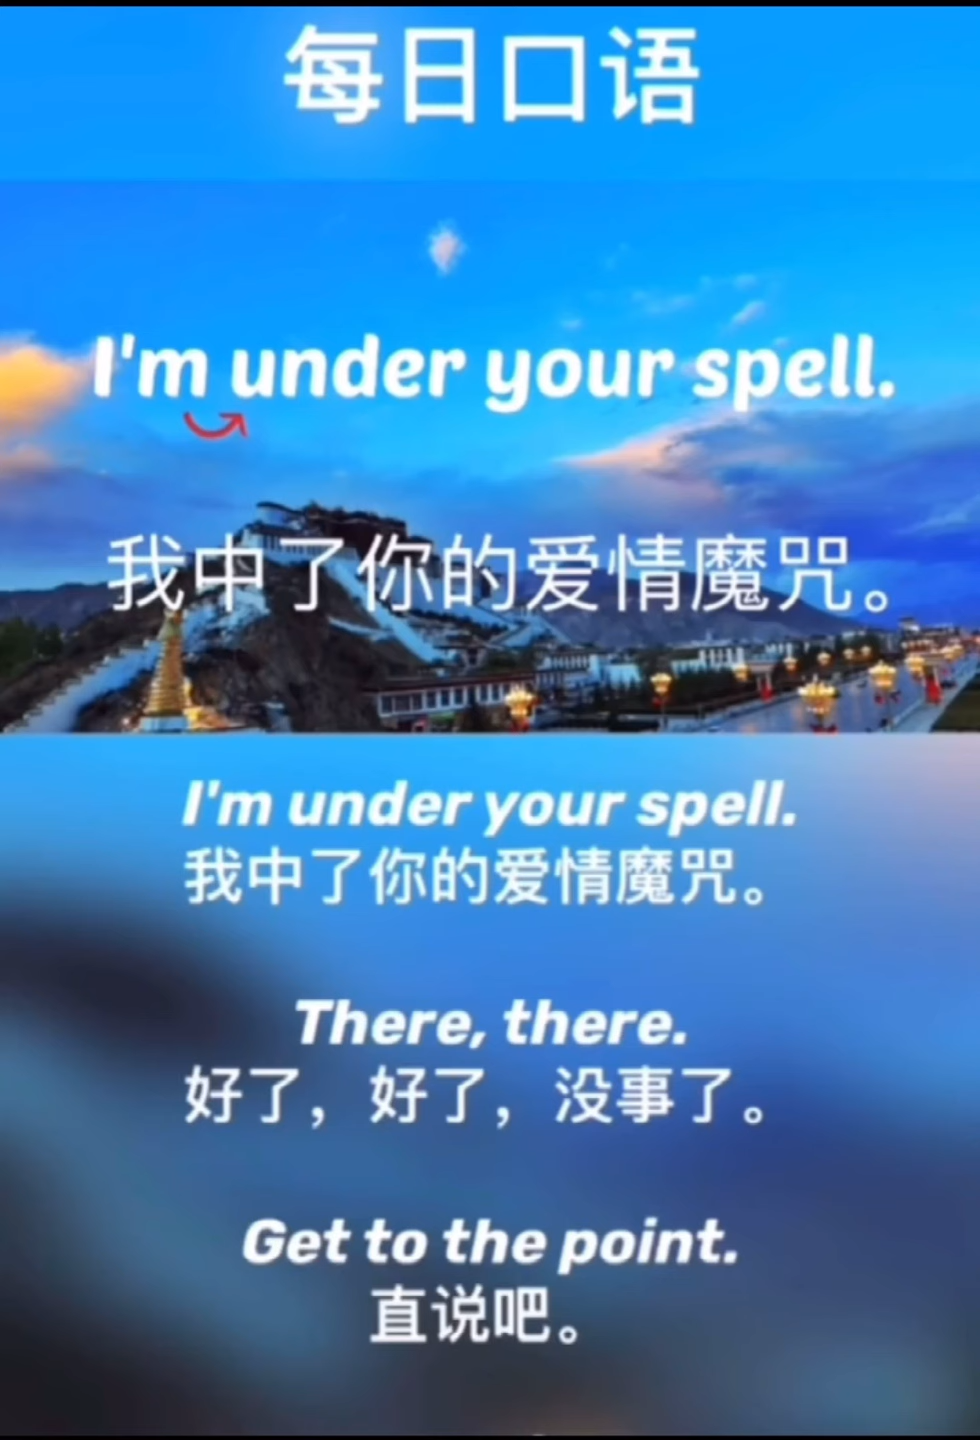 每日口语
I'm under your spell.
我中了你的爱情魔咒。
I'm under your spell.
我中了你的爱情魔咒。
There, there.
好了，好了，没事了。
Get to the point.
直说吧。